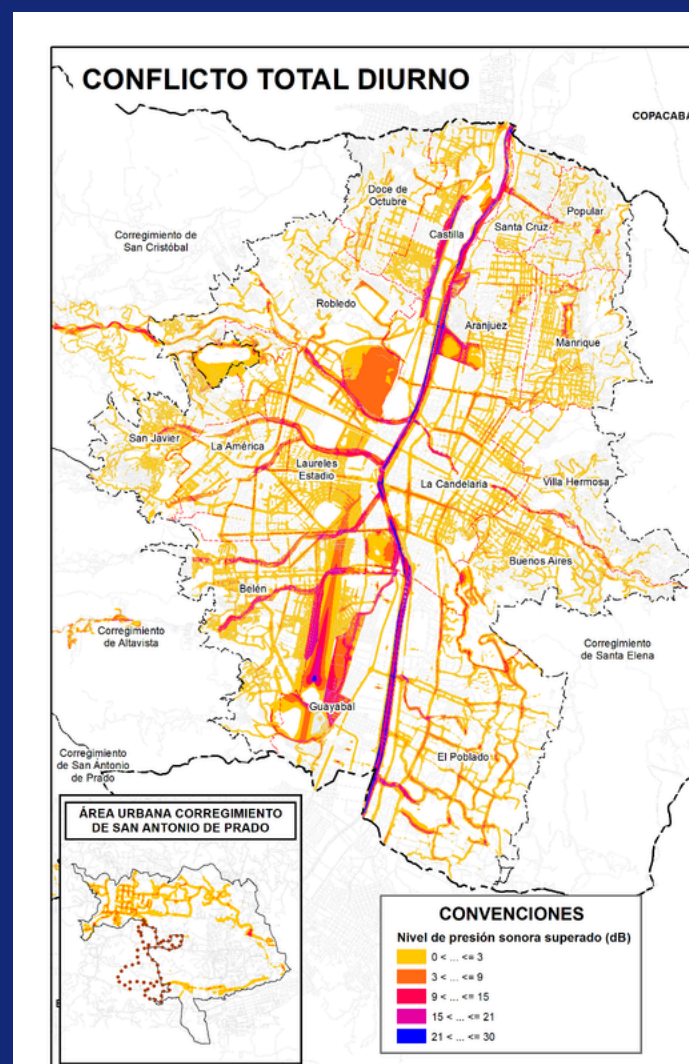 CONFLICTO TOTAL DIURNO
COPACABA
Doce de
Octubre
Popular
Corregimiento de
San Cristóbal
Castilla
Santa Cruz
Robledo
Aranjuez
Manrique
San Javier
La América
Laureles
Estadio
La Candelaria
Villa Hermosa
Buenos Aires
Belén
Corregimiento
de Altavista
Corregimiento
de Santa Elena
Guayabal
Corregimiento
de San Antonio
de Prado
El Poblado
ÁREA URBANA CORREGIMIENTO
DE SAN ANTONIO DE PRADO
CONVENCIONES
Nivel de presión sonora superado (dB)
0 < ... <= 3
3 < ... <= 9
9 < ... <= 15
15 < ... <= 21
21 < ... <= 30